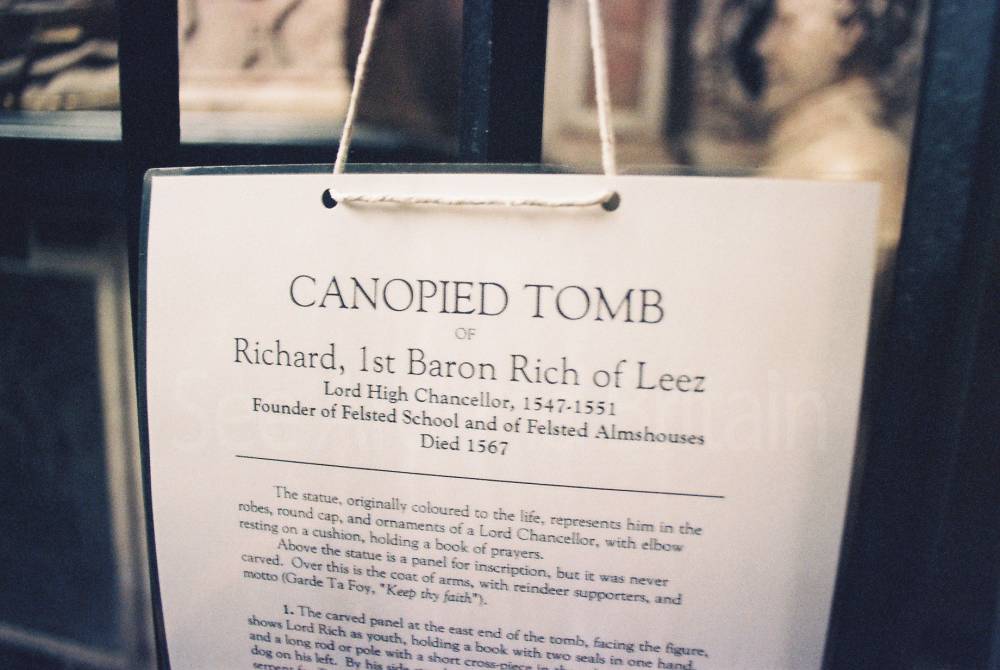 CANOPIED TOMB
OF
Richard, 1st Baron Rich of Leez
Lord High Chancellor, 1547-1551
Founder of Felsted School and of Felsted Almshouses
Died 1567
The statue, originally coloured to the life, represents him in the
robes, round cap, and ornaments of a Lord Chancellor, with elbow
resting on a cushion, holding a book of prayers.
Above the statue is a panel for inscription, but it was never
carved. Over this is the coat of arms, with reindeer supporters, and
motto (Garde Ta Foy, "Keep thy faith").
1. The carved panel at the east end of the tomb, facing the figure,
shows Lord Rich as youth, holding a book with two seals in one hand,
and a long rod or pole with a short cross-piece in
dog on his left. By his side